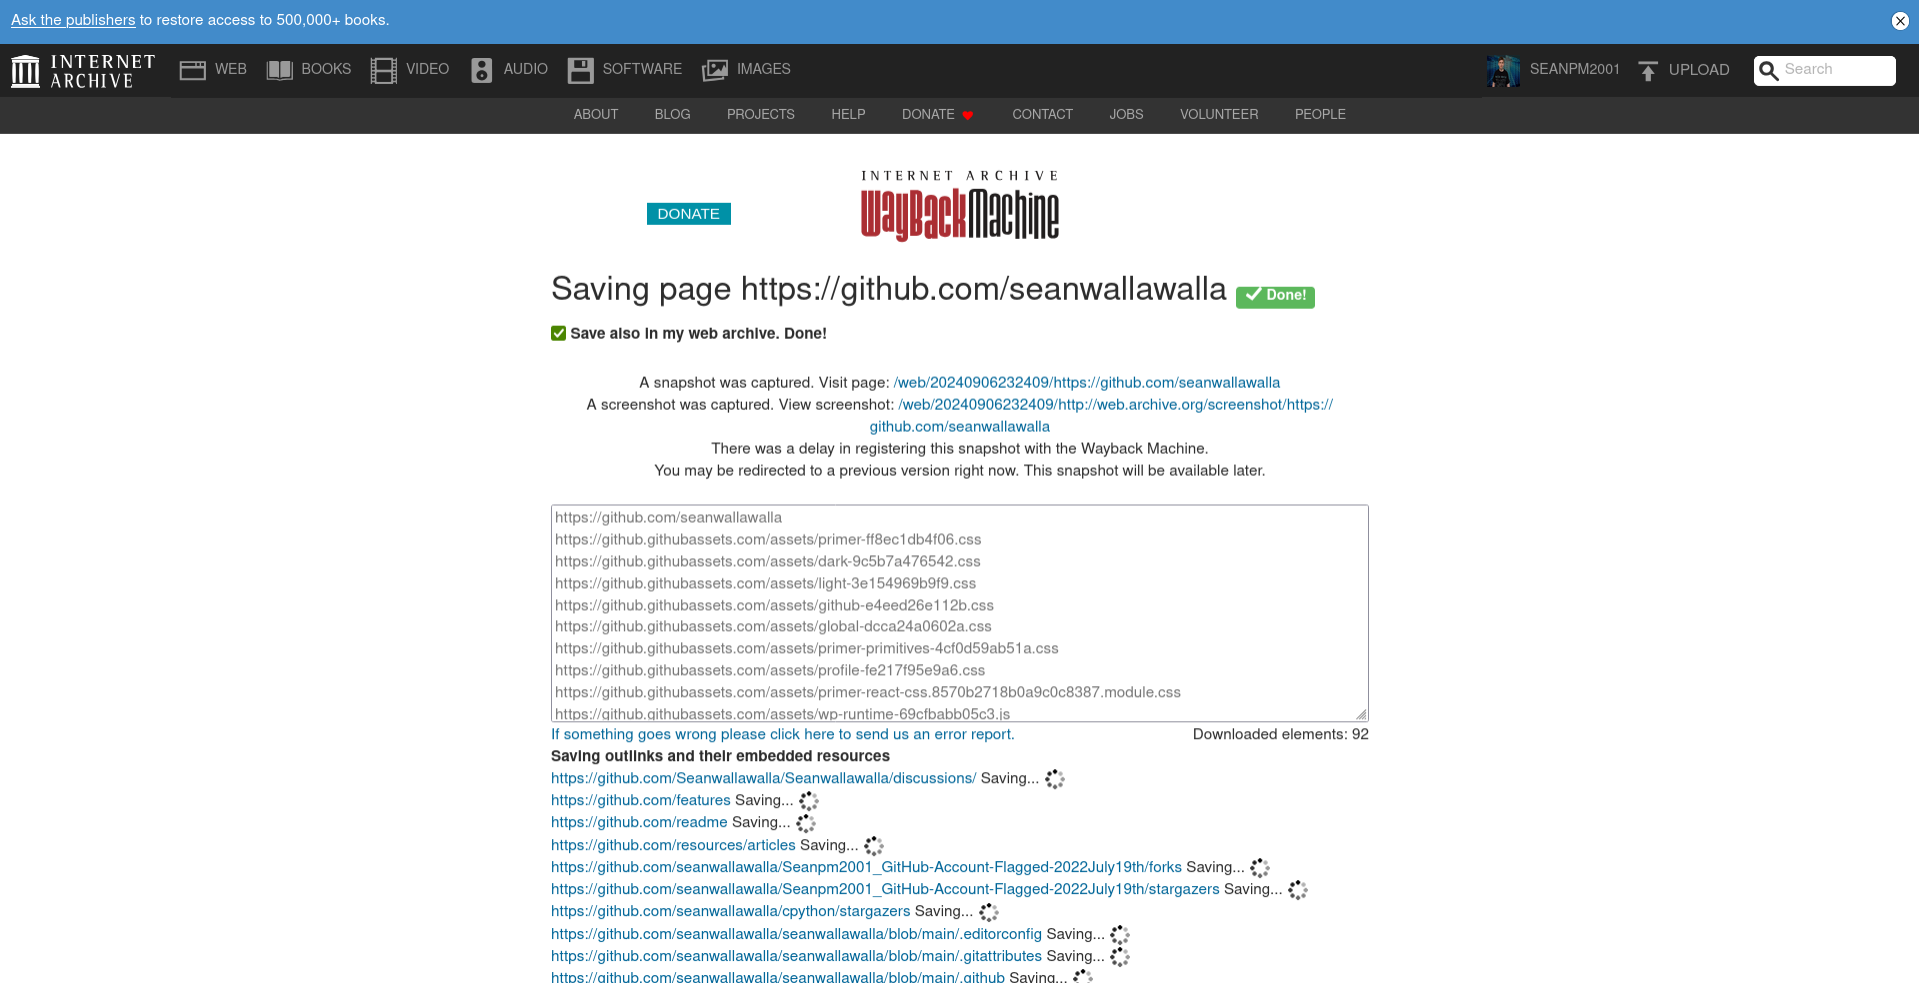 Ask the publishers to restore access to 500,000+ books.
INTERNET ARCHIVE
WEB BOOKS VIDEO AUDIO SOFTWARE IMAGES SEANPM2001 UPLOAD Search
ABOUT BLOG PROJECTS HELP DONATE CONTACT JOBS VOLUNTEER PEOPLE
INTERNET ARCHIVE
WayBackMachine
DONATE
Saving page https://github.com/seanwallawalla Done!
Save also in my web archive. Done!
A snapshot was captured. Visit page: /web/20240906232409/https://github.com/seanwallawalla
A screenshot was captured. View screenshot: /web/20240906232409/http://web.archive.org/screenshot/https://
github.com/seanwallawalla
There was a delay in registering this snapshot with the Wayback Machine.
You may be redirected to a previous version right now. This snapshot will be available later.
https://github.com/seanwallawalla
https://github.githubassets.com/assets/primer-ff8ec1db4f06.css
https://github.githubassets.com/assets/dark-9c5b7a476542.css
https://github.githubassets.com/assets/light-3e154969b9f9.css
https://github.githubassets.com/assets/github-e4eed26e112b.css
https://github.githubassets.com/assets/global-dcca24a0602a.css
https://github.githubassets.com/assets/primer-primitives-4cf0d59ab51a.css
https://github.githubassets.com/assets/profile-fe217f95e9a6.css
https://github.githubassets.com/assets/primer-react-css.8570b2718b0a9c0c8387.module.css
https://github.githubassets.com/assets/wp-runtime-69cfbabb05c3.js
If something goes wrong please click here to send us an error report. Downloaded elements: 92
Saving outlinks and their embedded resources
https://github.com/Seanwallawalla/Seanwallawalla/discussions/ Saving...
https://github.com/features Saving...
https://github.com/readme Saving...
https://github.com/resources/articles Saving...
https://github.com/seanwallawalla/Seanpm2001_GitHub-Account-Flagged-2022July19th/forks Saving...
https://github.com/seanwallawalla/Seanpm2001_GitHub-Account-Flagged-2022July19th/stargazers Saving...
https://github.com/seanwallawalla/cpython/stargazers Saving...
https://github.com/seanwallawalla/seanwallawalla/blob/main/.editorconfig Saving...
https://github.com/seanwallawalla/seanwallawalla/blob/main/.gitattributes Saving...
https://github.com/seanwallawalla/seanwallawalla/blob/main/.github Saving...